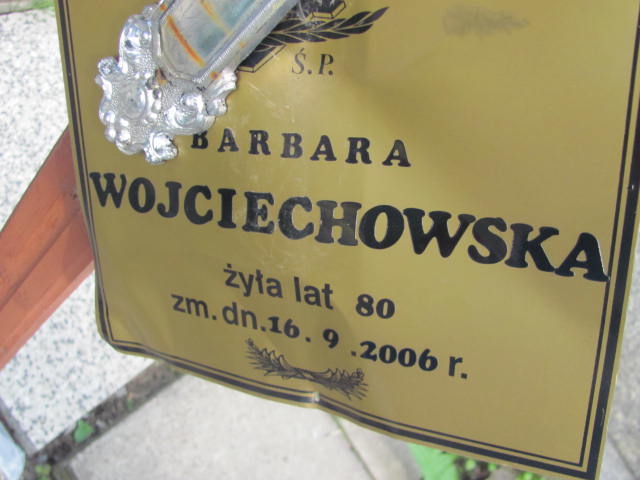 Ś.P.
BARBARA
WOJCIECHOWSKA
żyła lat 80
zm.dn.16.9.2006 r.